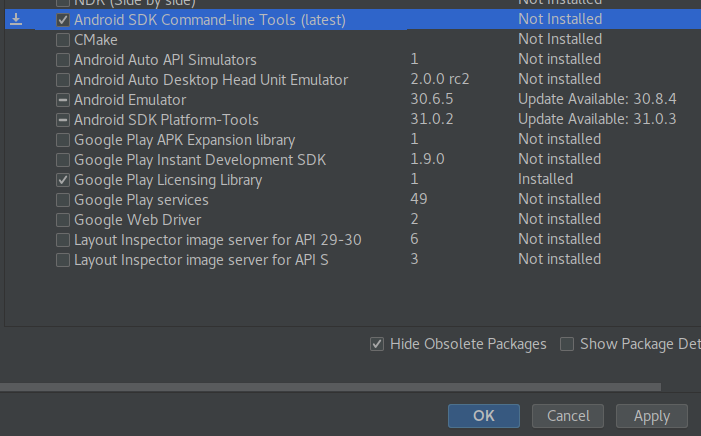 NDK (Side by side) Not Installed
Android SDK Command-line Tools (latest) Not Installed
CMake Not Installed
Android Auto API Simulators 1 Not installed
Android Auto Desktop Head Unit Emulator 2.0.0 rc2 Not installed
Android Emulator 30.6.5 Update Available: 30.8.4
Android SDK Platform-Tools 31.0.2 Update Available: 31.0.3
Google Play APK Expansion library 1 Not installed
Google Play Instant Development SDK 1.9.0 Not installed
Google Play Licensing Library 1 Installed
Google Play services 49 Not installed
Google Web Driver 2 Not installed
Layout Inspector image server for API 29-30 6 Not installed
Layout Inspector image server for API S 3 Not installed
Hide Obsolete Packages Show Package Det
OK Cancel Apply